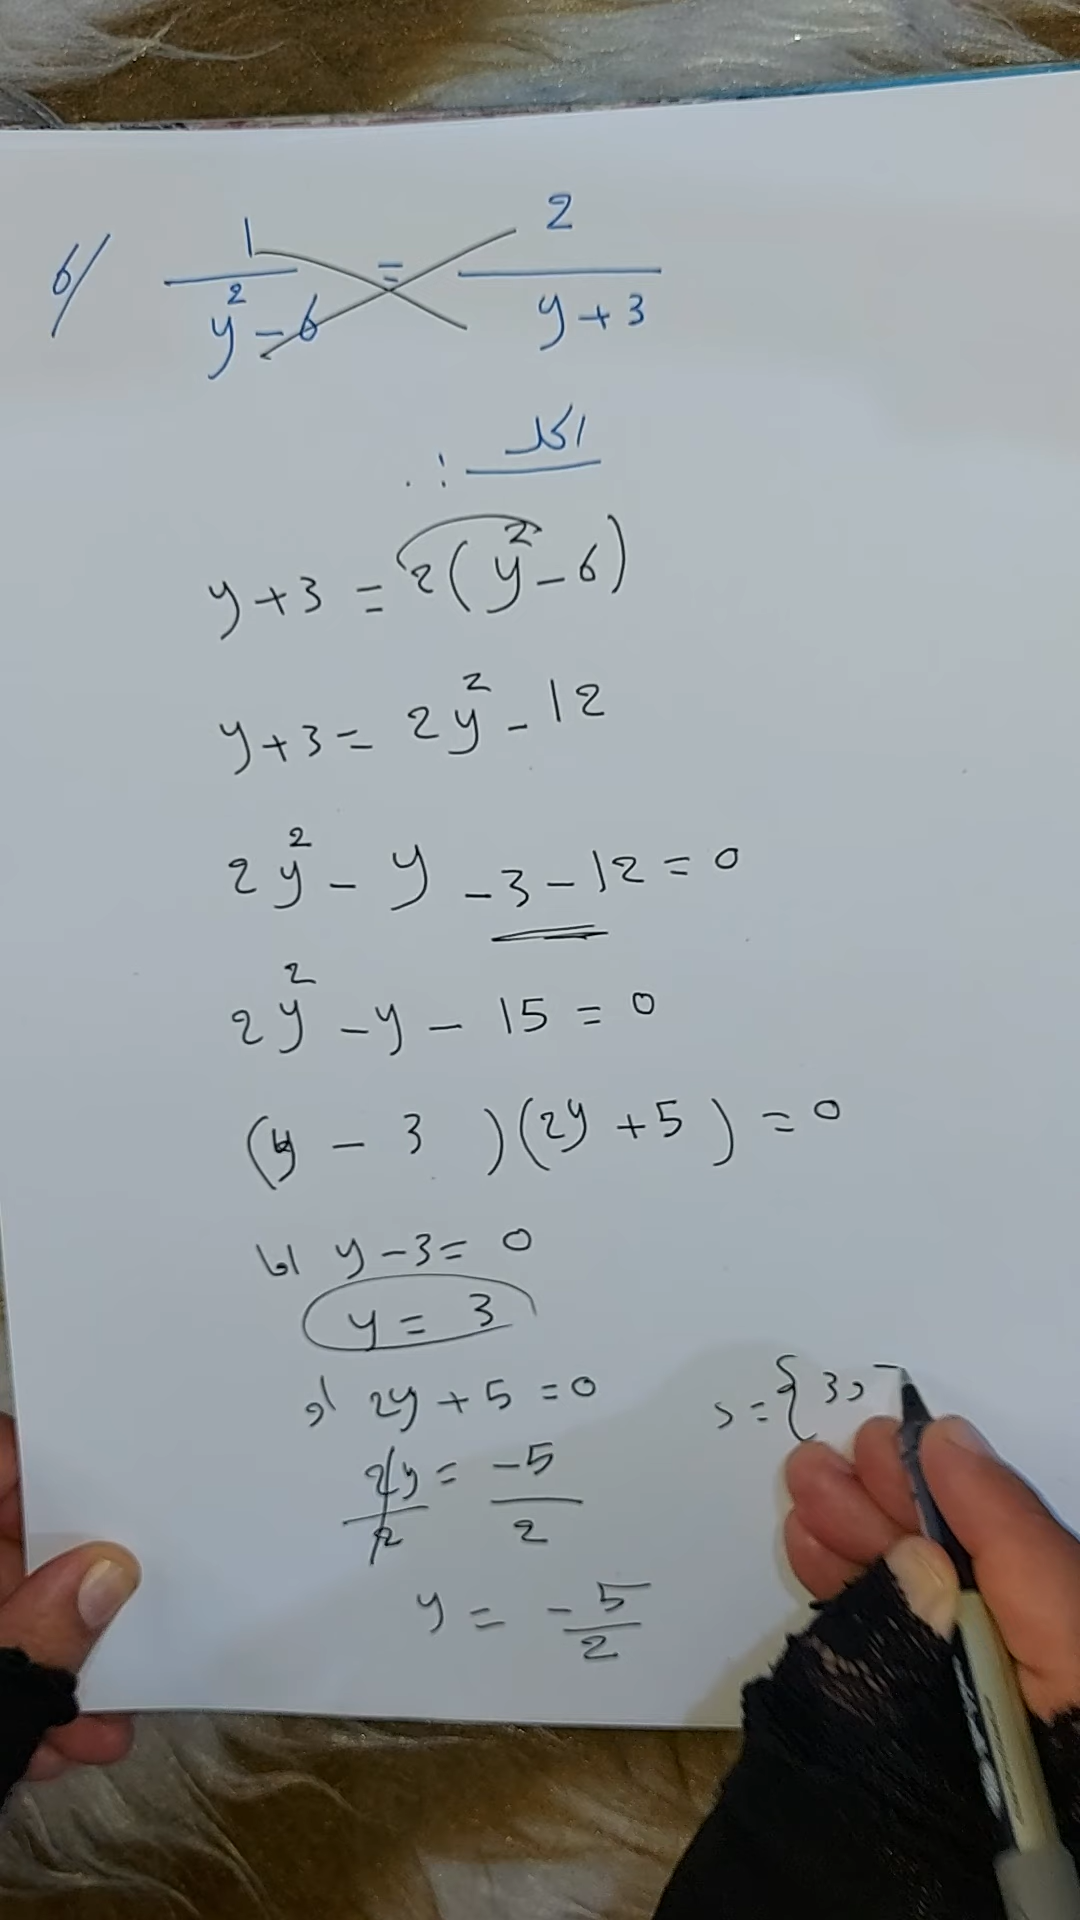 6/ 1/(y² - 6) = 2/(y + 3)
الحل :.
y + 3 = 2(y² - 6)
y + 3 = 2y² - 12
2y² - y - 3 - 12 = 0
2y² - y - 15 = 0
(y - 3)(2y + 5) = 0
اما y - 3 = 0
y = 3
او 2y + 5 = 0
2y/2 = -5/2
y = -5/2
s = {3, -